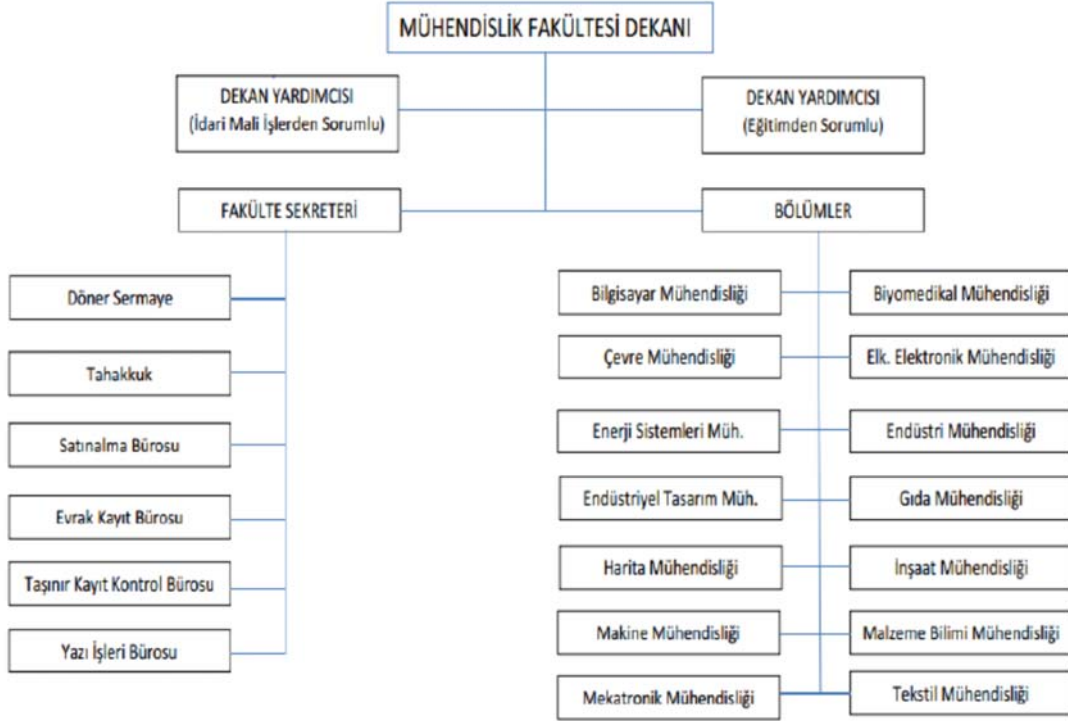 MÜHENDİSLİK FAKÜLTESİ DEKANI
DEKAN YARDIMCISI
(İdari Mali İşlerden Sorumlu)
DEKAN YARDIMCISI
(Eğitimden Sorumlu)
FAKÜLTE SEKRETERİ
BÖLÜMLER
Döner Sermaye
Tahakkuk
Satınalma Bürosu
Evrak Kayıt Bürosu
Taşınır Kayıt Kontrol Bürosu
Yazı İşleri Bürosu
Bilgisayar Mühendisliği
Biyomedikal Mühendisliği
Çevre Mühendisliği
Elk. Elektronik Mühendisliği
Enerji Sistemleri Müh.
Endüstri Mühendisliği
Endüstriyel Tasarım Müh.
Gıda Mühendisliği
Harita Mühendisliği
İnşaat Mühendisliği
Makine Mühendisliği
Malzeme Bilimi Mühendisliği
Mekatronik Mühendisliği
Tekstil Mühendisliği